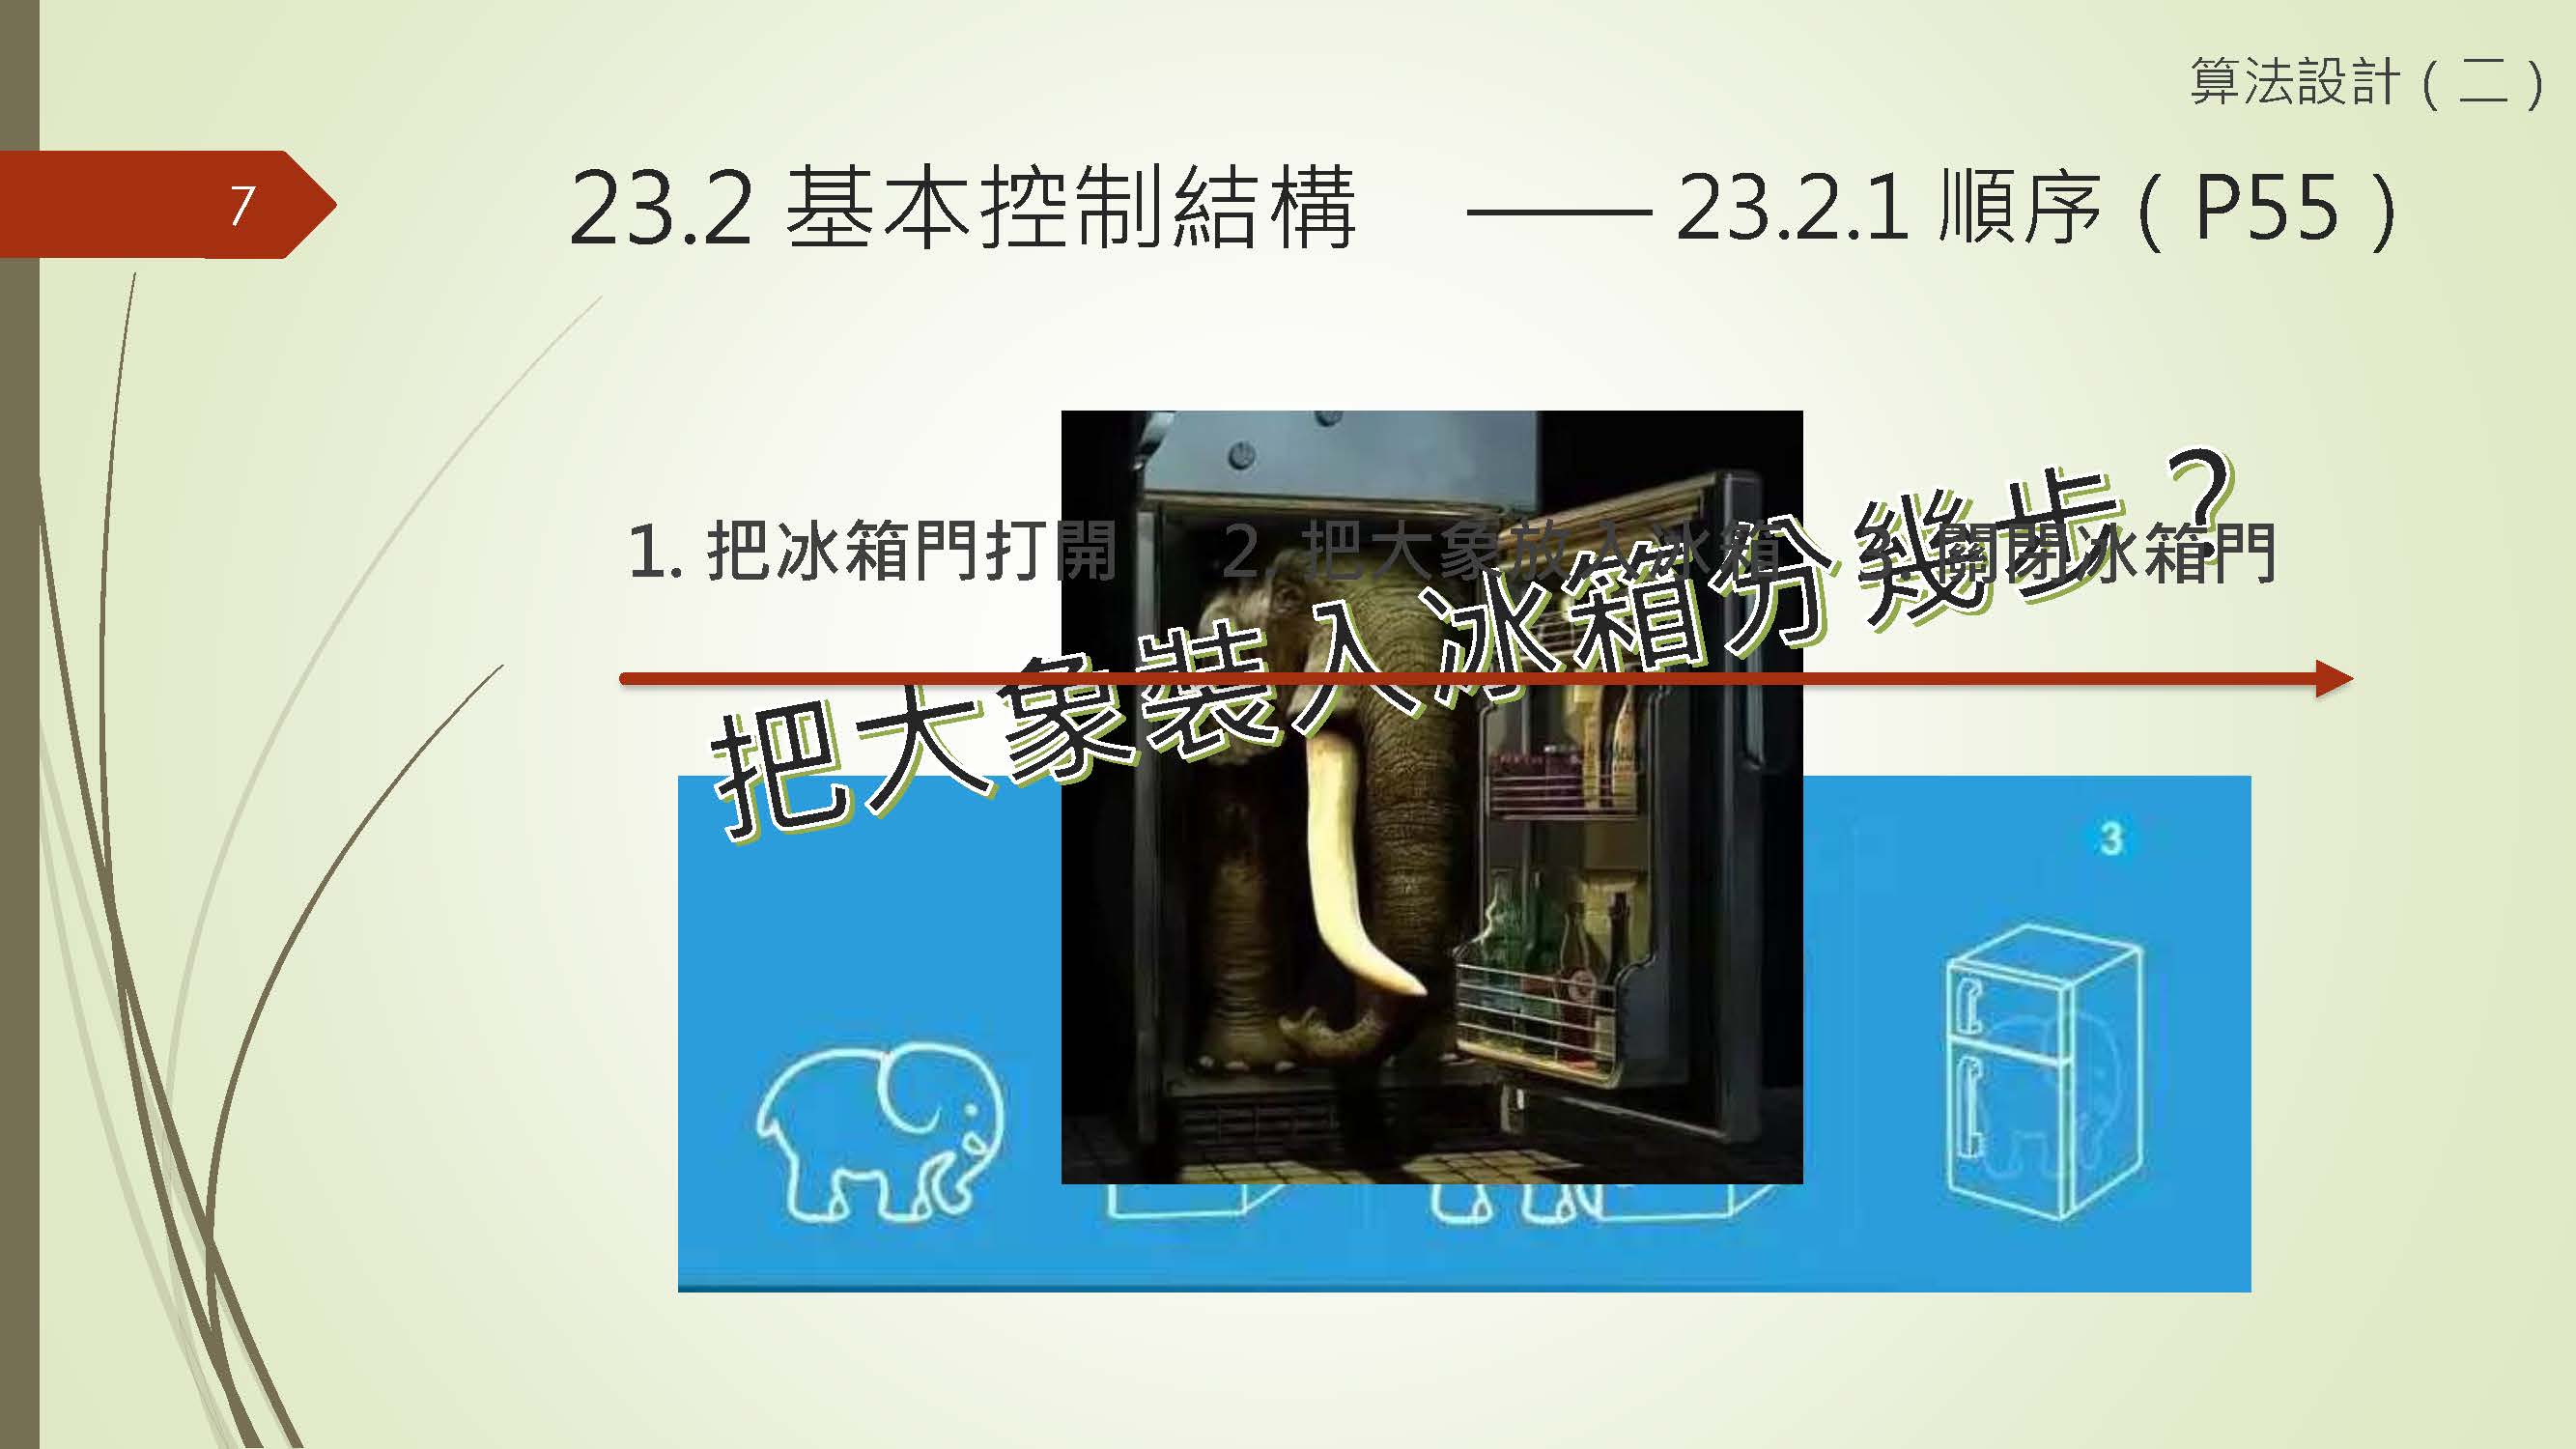 算法設計（二）
7
23.2 基本控制結構 —— 23.2.1 順序（P55）
1. 把冰箱門打開 2. 把大象放入冰箱 3. 關閉冰箱門
把大象裝入冰箱分幾步？
3